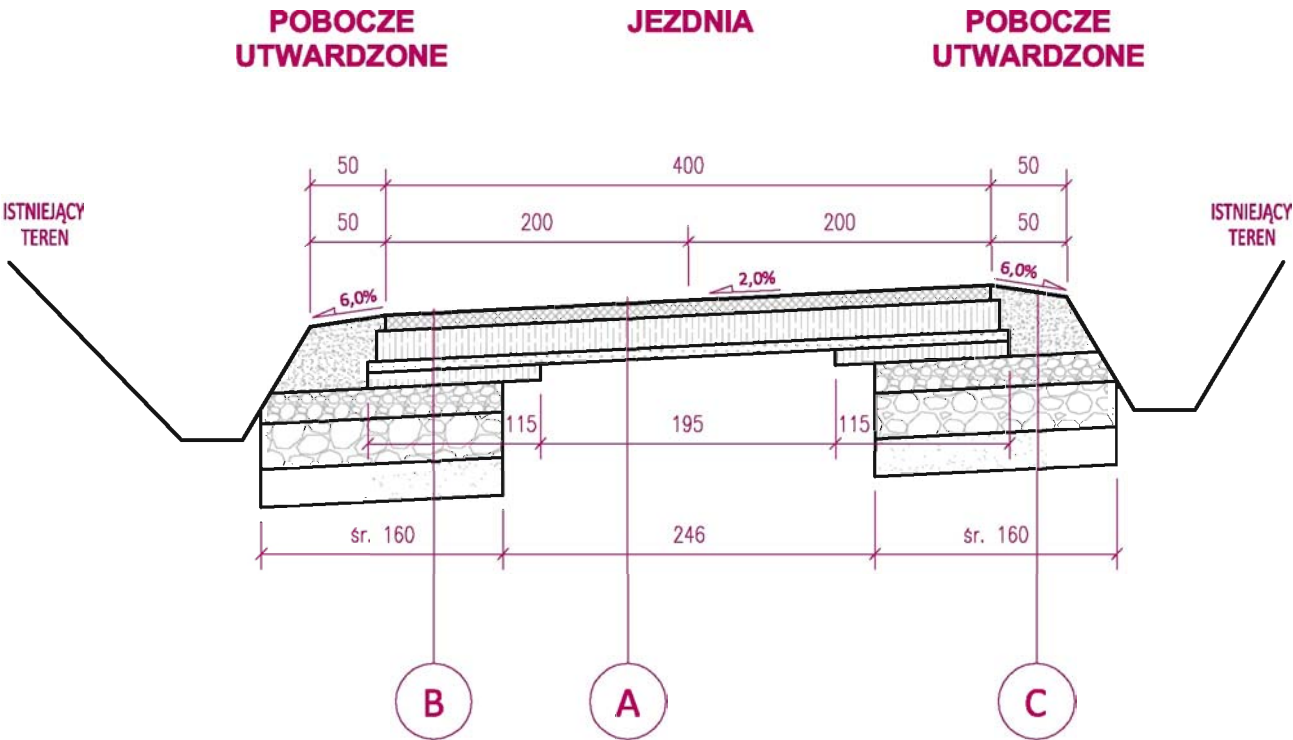 POBOCZE
UTWARDZONE
JEZDNIA
POBOCZE
UTWARDZONE
50
400
50
ISTNIEJĄCY
TEREN
50
200
200
50
ISTNIEJĄCY
TEREN
6,0%
2,0%
6,0%
115
195
115
śr. 160
246
śr. 160
B
A
C